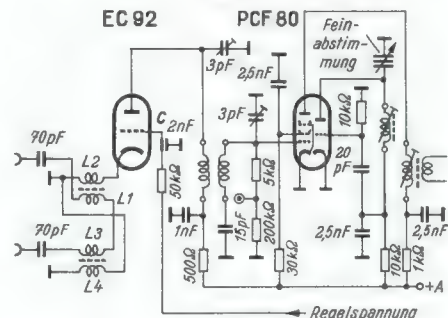 EC 92
PCF 80
Fein-
abstim-
mung
3pF
2,5nF
C
2nF
3pF
10kΩ
70pF
L2
L1
50kΩ
5kΩ
20
pF
70pF
L3
L4
1nF
15pF
200kΩ
2,5nF
2,5nF
500Ω
30kΩ
10kΩ
1kΩ
+A
Regelspannung